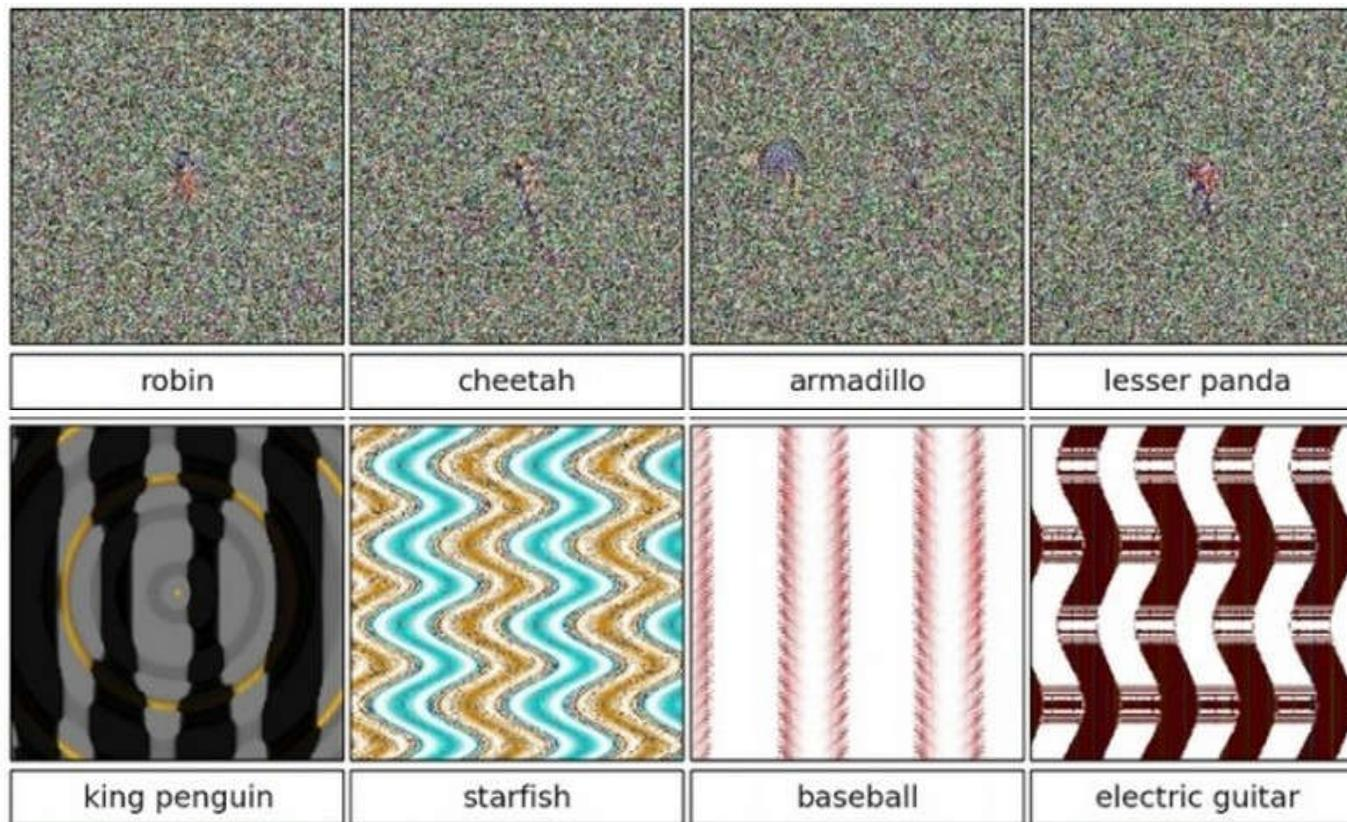 robin
cheetah
armadillo
lesser panda
king penguin
starfish
baseball
electric guitar